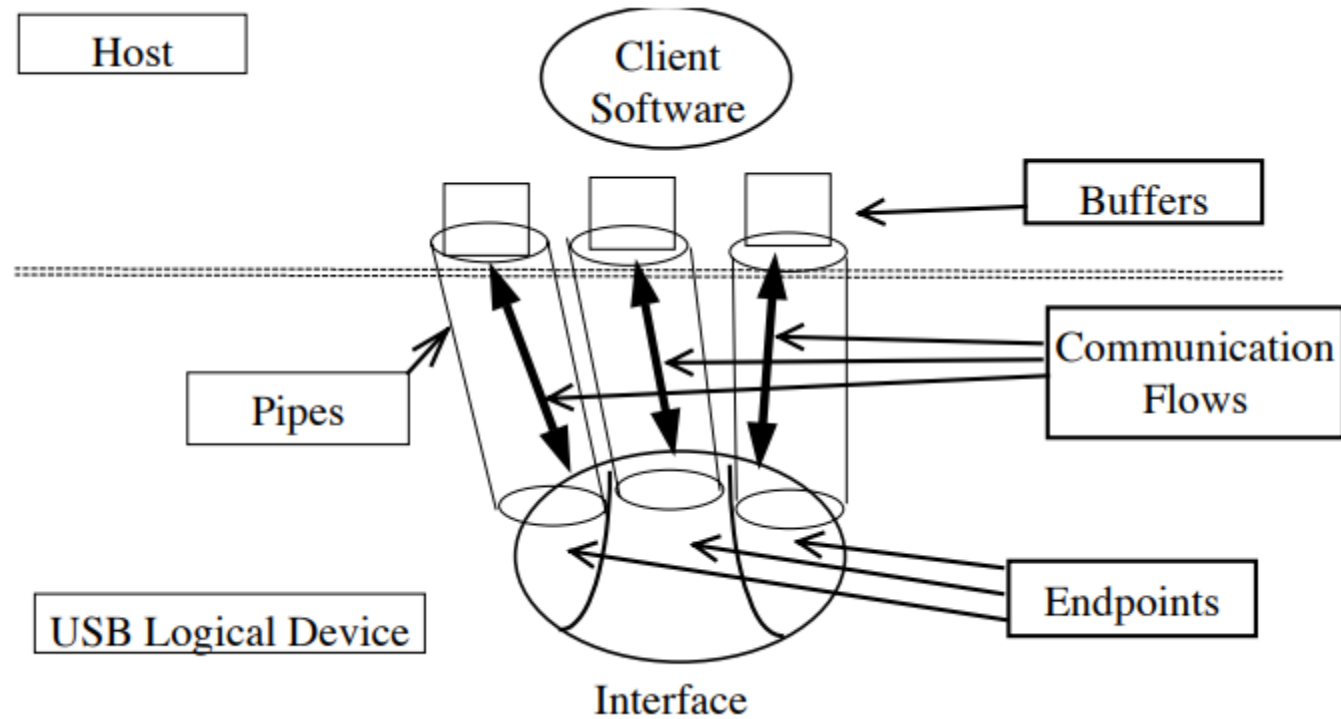 Host
Client
Software
Buffers
Communication
Flows
Pipes
Endpoints
USB Logical Device
Interface